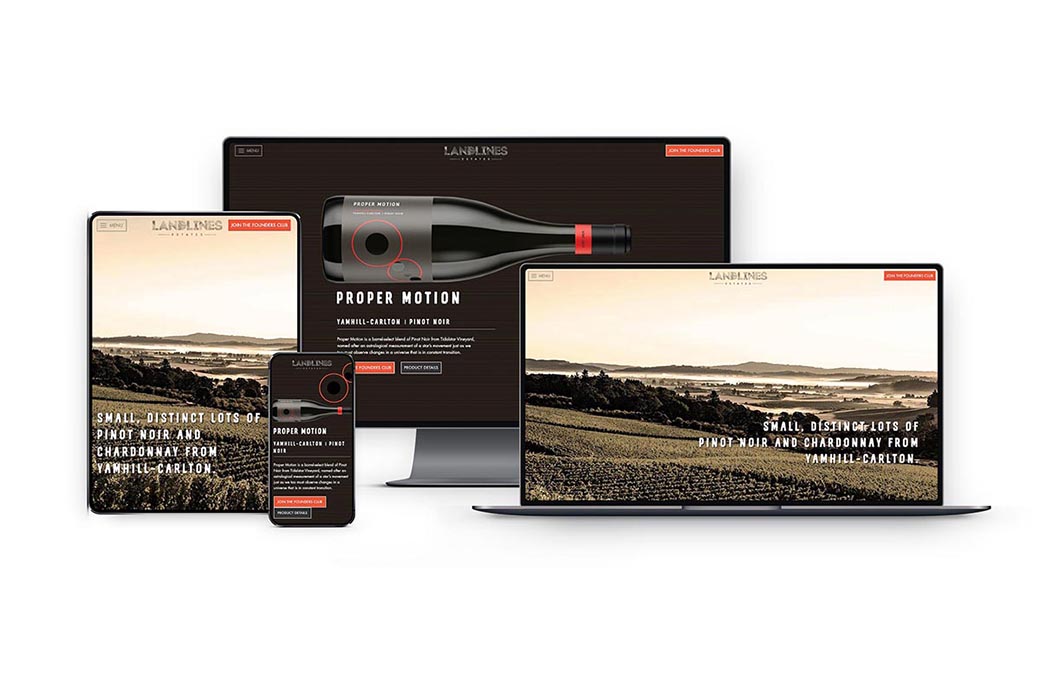 MENU
LANDLINES
ESTATES
JOIN THE FOUNDERS CLUB
PROPER MOTION
YAMHILL-CARLTON | PINOT NOIR
PROPER MOTION
YAMHILL-CARLTON | PINOT NOIR
Proper Motion is a barrel-select blend of Pinot Noir from Tidalstar Vineyard,
named after an astrological measurement of a star's movement just as we
too must observe changes in a universe that is in constant transition.
THE FOUNDERS CLUB
PRODUCT DETAILS
MENU
LANDLINES
ESTATES
JOIN THE FOUNDERS CLUB
SMALL, DISTINCT LOTS OF
PINOT NOIR AND
CHARDONNAY FROM
YAMHILL-CARLTON.
LANDLINES
ESTATES
PROPER MOTION
YAMHILL-CARLTON | PINOT
NOIR
Proper Motion is a barrel-select blend of Pinot
Noir from Tidalstar Vineyard, named after an
astrological measurement of a star's movement
just as we too must observe changes in a
universe that is in constant transition.
JOIN THE FOUNDERS CLUB
PRODUCT DETAILS
MENU
LANDLINES
ESTATES
JOIN THE FOUNDERS CLUB
SMALL, DISTINCT LOTS OF
PINOT NOIR AND CHARDONNAY FROM
YAMHILL-CARLTON.